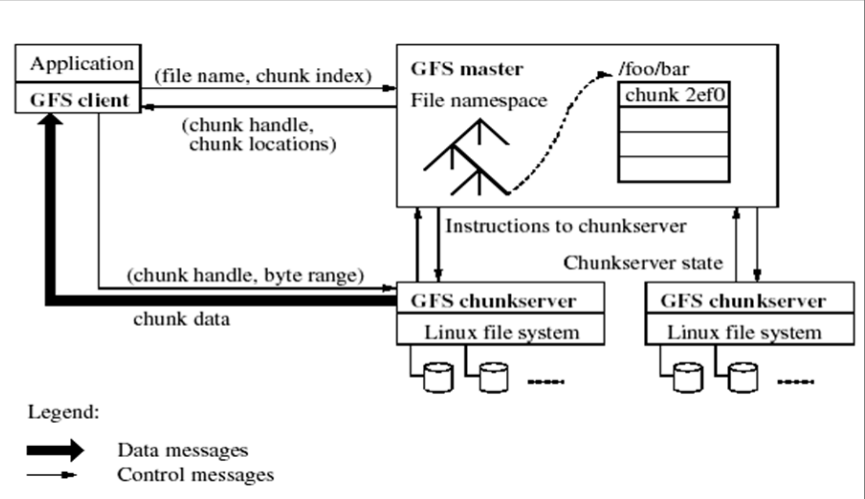 Application
GFS client
(file name, chunk index)
(chunk handle,
chunk locations)
GFS master
File namespace
/foo/bar
chunk 2ef0
Instructions to chunkserver
Chunkserver state
(chunk handle, byte range)
chunk data
GFS chunkserver
Linux file system
GFS chunkserver
Linux file system
Legend:
Data messages
Control messages